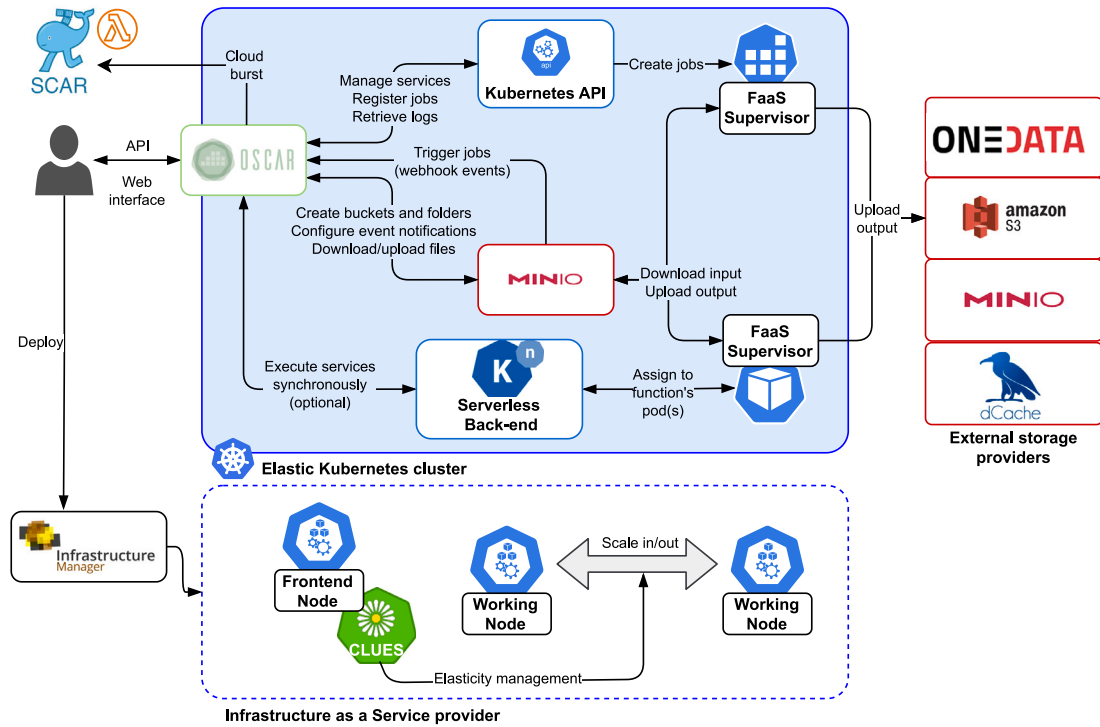 SCAR
Cloud
burst
Manage services
Register jobs
Retrieve logs
api
Kubernetes API
Create jobs
FaaS
Supervisor
API
Web
interface
OSCAR
Trigger jobs
(webhook events)
Create buckets and folders
Configure event notifications
Download/upload files
MINIO
Download input
Upload output
Upload
output
ONEDATA
amazon
S3
MINIO
dCache
External storage
providers
FaaS
Supervisor
Deploy
Execute services
synchronously
(optional)
K
n
Serverless
Back-end
Assign to
function's
pod(s)
Elastic Kubernetes cluster
Infrastructure
Manager
Frontend
Node
CLUES
Working
Node
Scale in/out
Working
Node
Elasticity management
Infrastructure as a Service provider